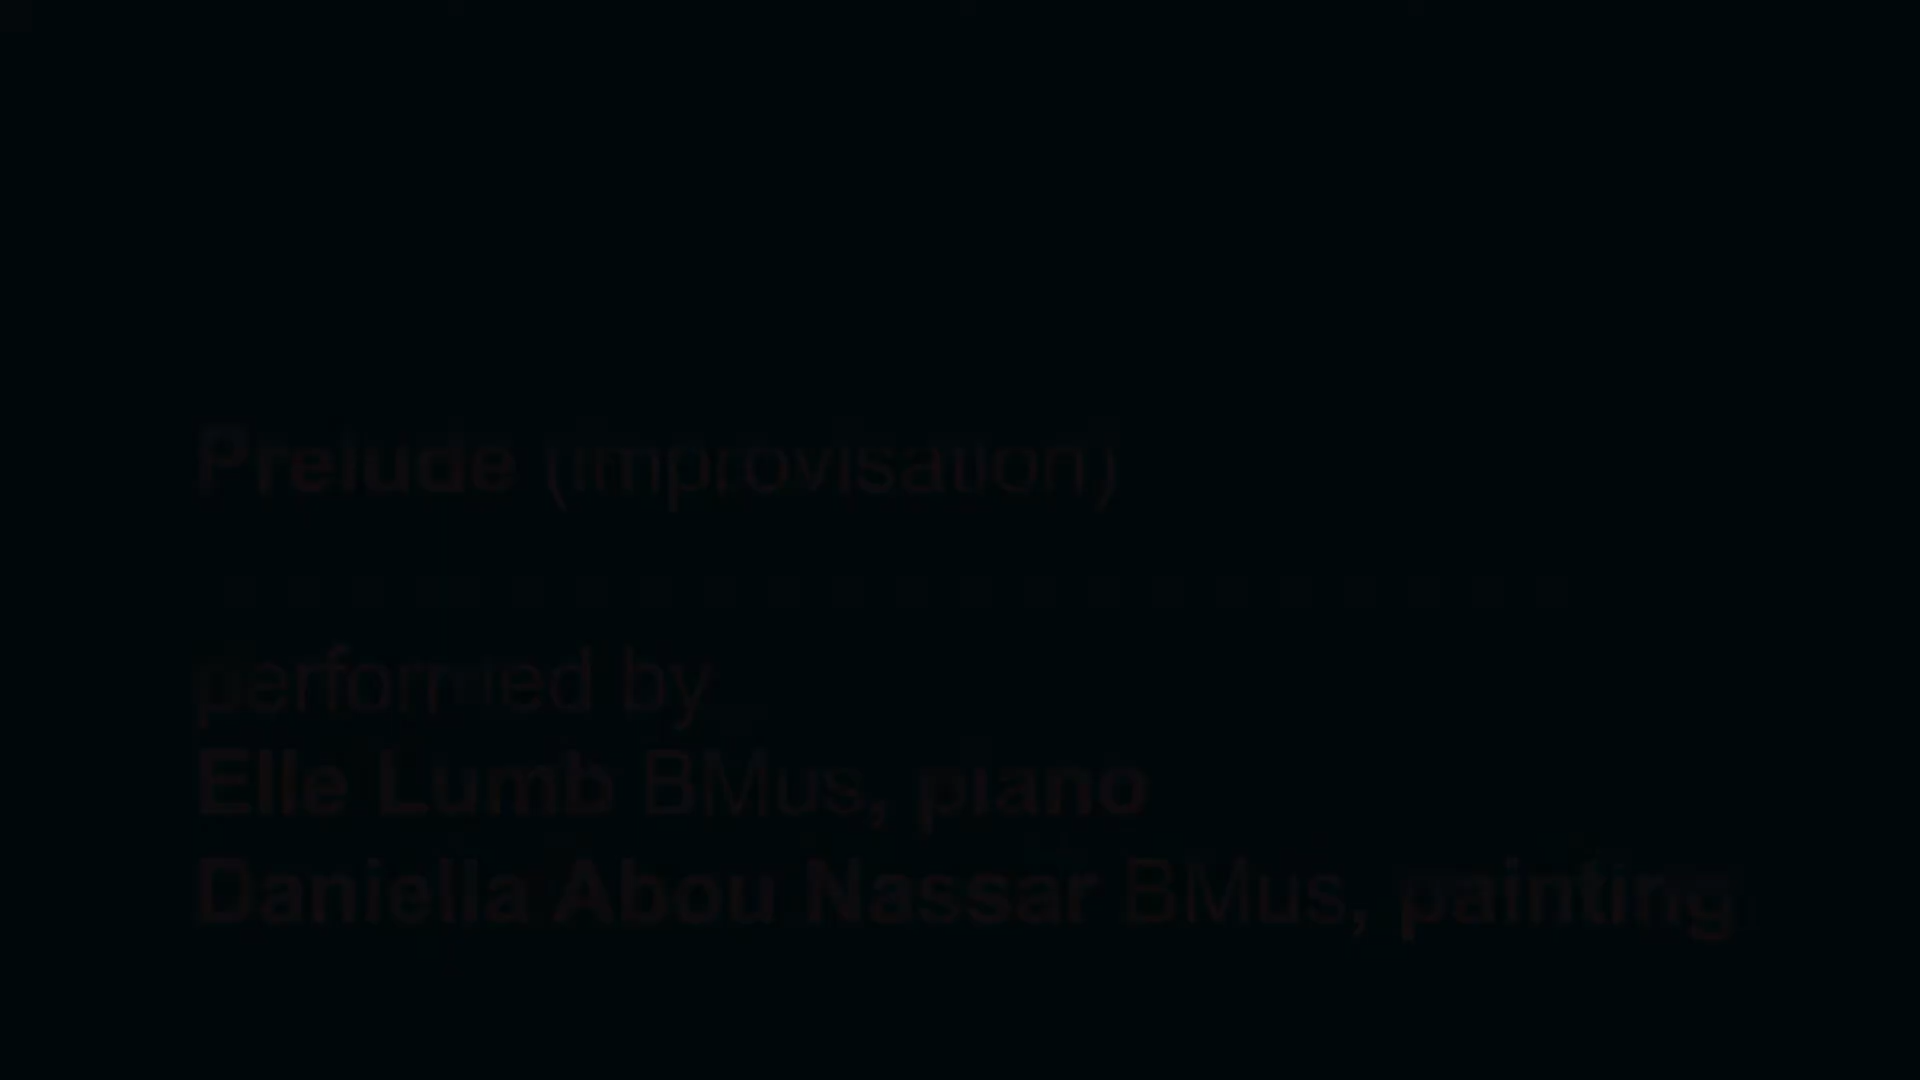 Prelude (improvisation)
performed by
Elle Lumb BMus, piano
Daniella Abou Nassar BMus, painting